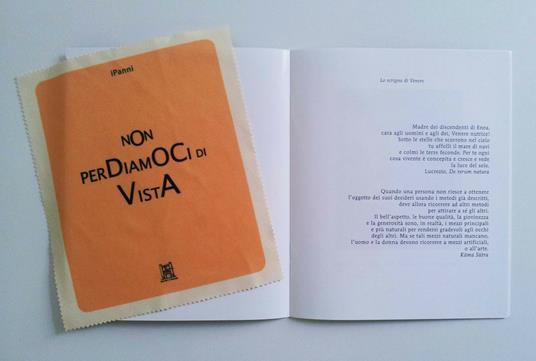 iPanni
NON
PERDiamOCi di
VistA
Lo scrigno di Venere
Madre dei discendenti di Enea,
cara agli uomini e agli dei, Venere nutrice!
Sotto le stelle che scorrono nel cielo
tu affolli il mare di navi
e colmi le terre feconde. Per te ogni
cosa vivente è concepita e cresce e vede
la luce del sole.
Lucrezio, De rerum natura
Quando una persona non riesce a ottenere
l'oggetto dei suoi desideri usando i metodi già descritti,
deve allora ricorrere ad altri metodi
per attirare a sé gli altri.
Il bell'aspetto, le buone qualità, la giovinezza
e la generosità sono, in realtà, i mezzi principali
e più naturali per rendersi gradevoli agli occhi
degli altri. Ma se tali mezzi naturali mancano,
l'uomo e la donna devono ricorrere a mezzi artificiali,
o all'arte.
Kāma Sūtra